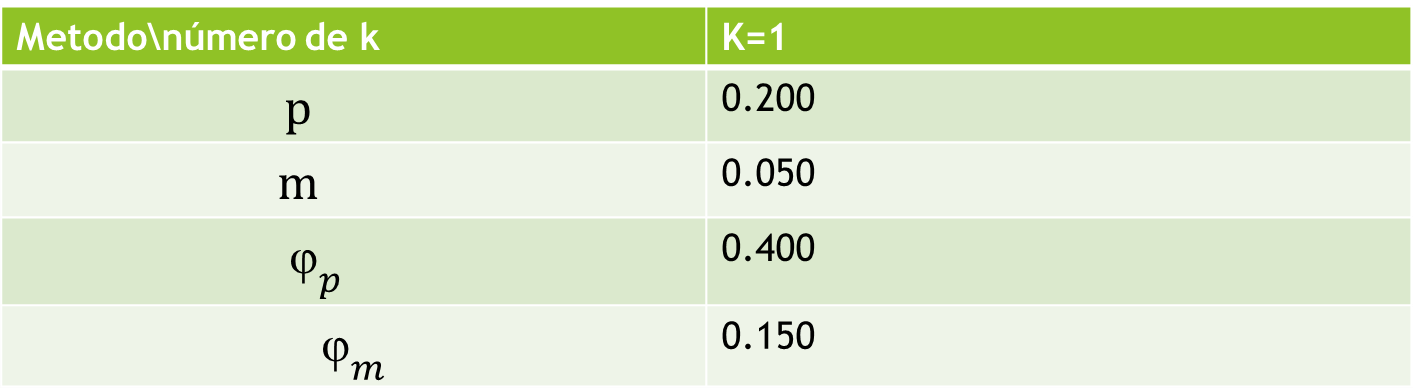 Metodo\número de k K=1
p 0.200
m 0.050
φp 0.400
φm 0.150